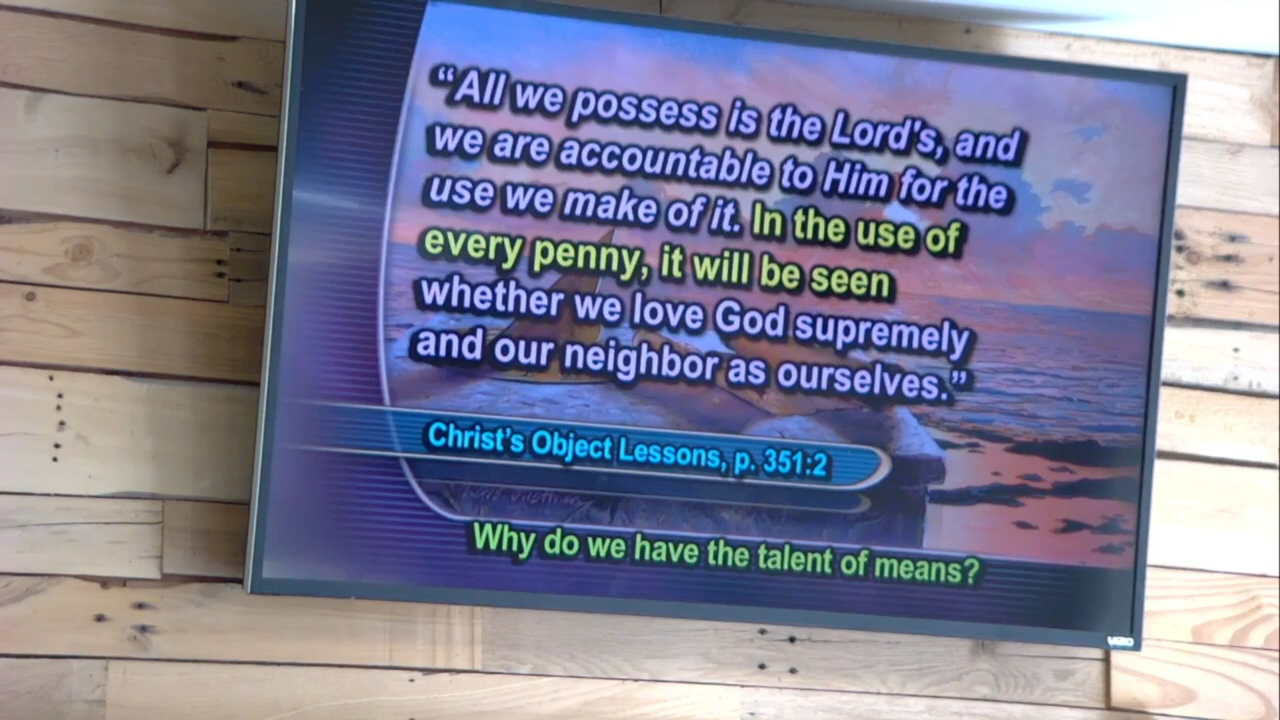 “All we possess is the Lord's, and
we are accountable to Him for the
use we make of it. In the use of
every penny, it will be seen
whether we love God supremely
and our neighbor as ourselves.”
Christ’s Object Lessons, p. 351:2
Why do we have the talent of means?
VIZIO